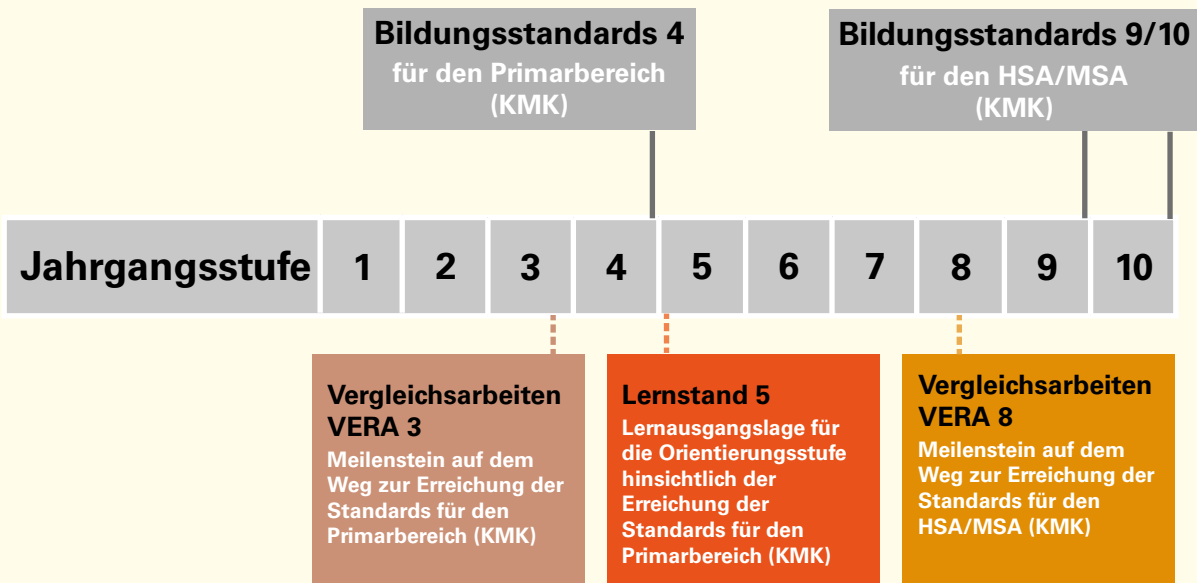 Bildungsstandards 4
für den Primarbereich
(KMK)
Bildungsstandards 9/10
für den HSA/MSA
(KMK)
Jahrgangsstufe 1 2 3 4 5 6 7 8 9 10
Vergleichsarbeiten
VERA 3
Meilenstein auf dem
Weg zur Erreichung der
Standards für den
Primarbereich (KMK)
Lernstand 5
Lernausgangslage für
die Orientierungsstufe
hinsichtlich der
Erreichung der
Standards für den
Primarbereich (KMK)
Vergleichsarbeiten
VERA 8
Meilenstein auf dem
Weg zur Erreichung der
Standards für den
HSA/MSA (KMK)